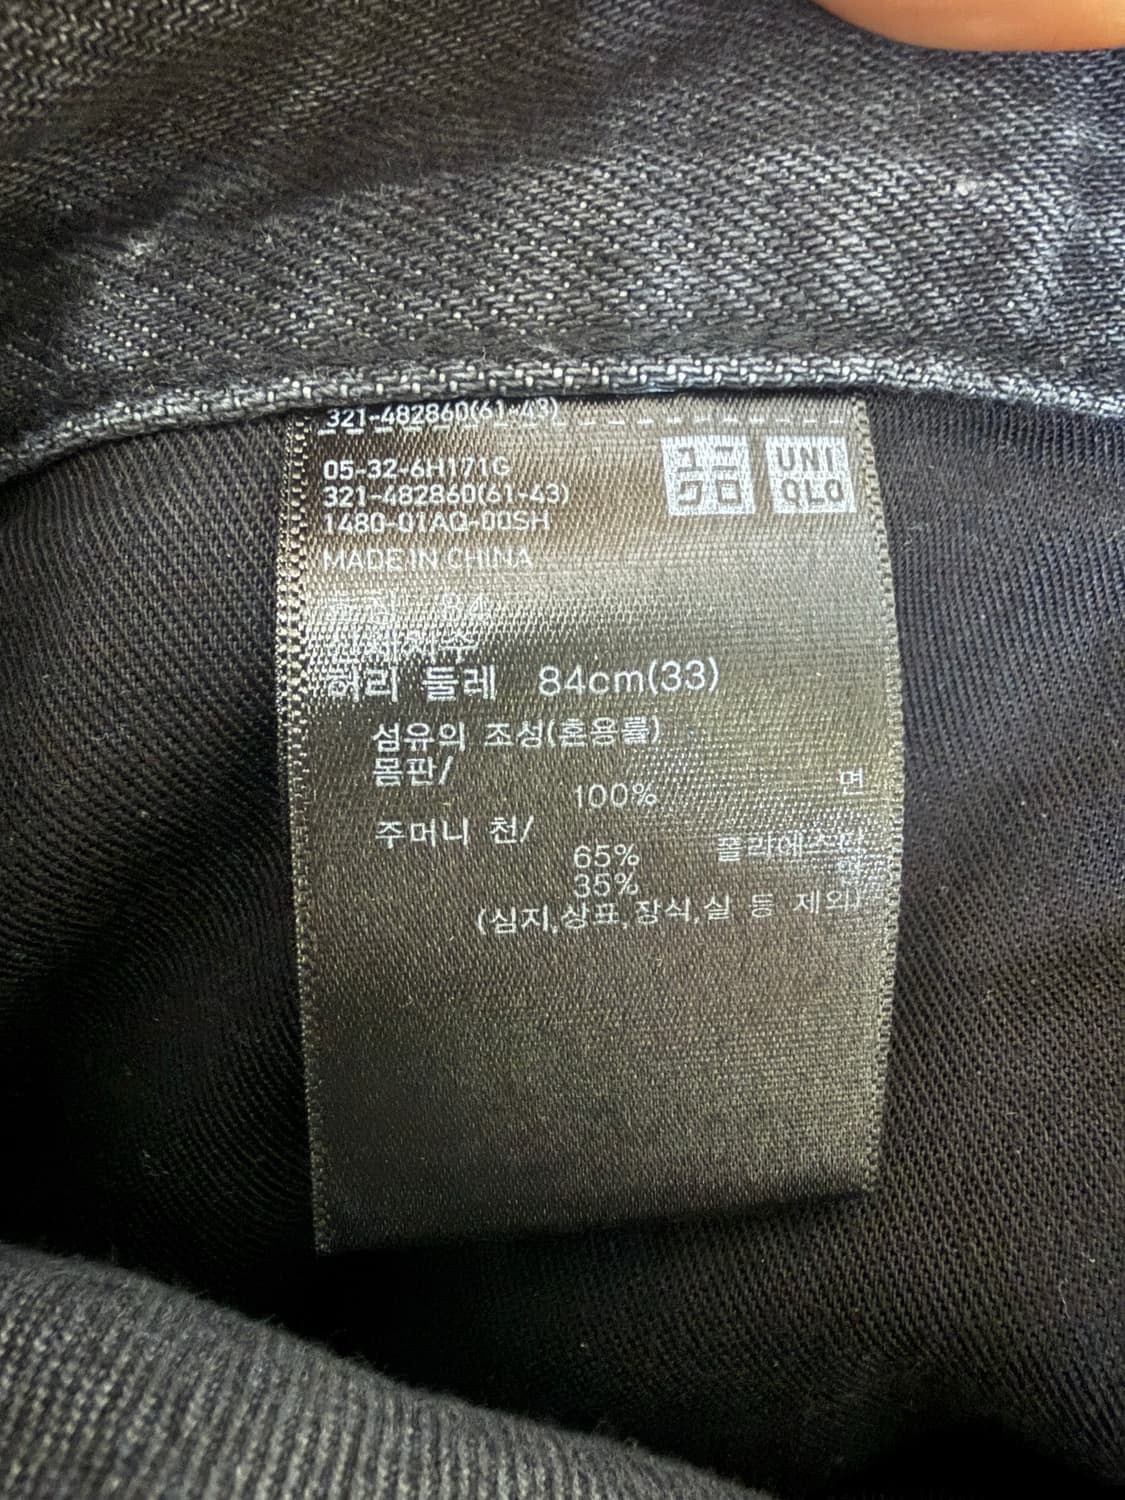 321-482860(61-43)
05-32-6H171G
321-482860(61-43)
1480-01AQ-00SH
MADE IN CHINA
ユニ
クロ
UNI
QLO
84
허리 둘레 84cm(33)
섬유의 조성(혼용률)
몸판/
100% 면
주머니 천/
65% 폴리에스터
35%
(심지,상표,장식,실 등 제외)